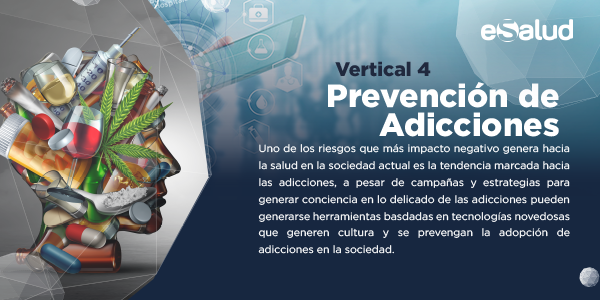 eSalud
Vertical 4
Prevención de
Adicciones
Uno de los riesgos que más impacto negativo genera hacia
la salud en la sociedad actual es la tendencia marcada hacia
las adicciones, a pesar de campañas y estrategias para
generar conciencia en lo delicado de las adicciones pueden
generarse herramientas basdadas en tecnologías novedosas
que generen cultura y se prevengan la adopción de
adicciones en la sociedad.